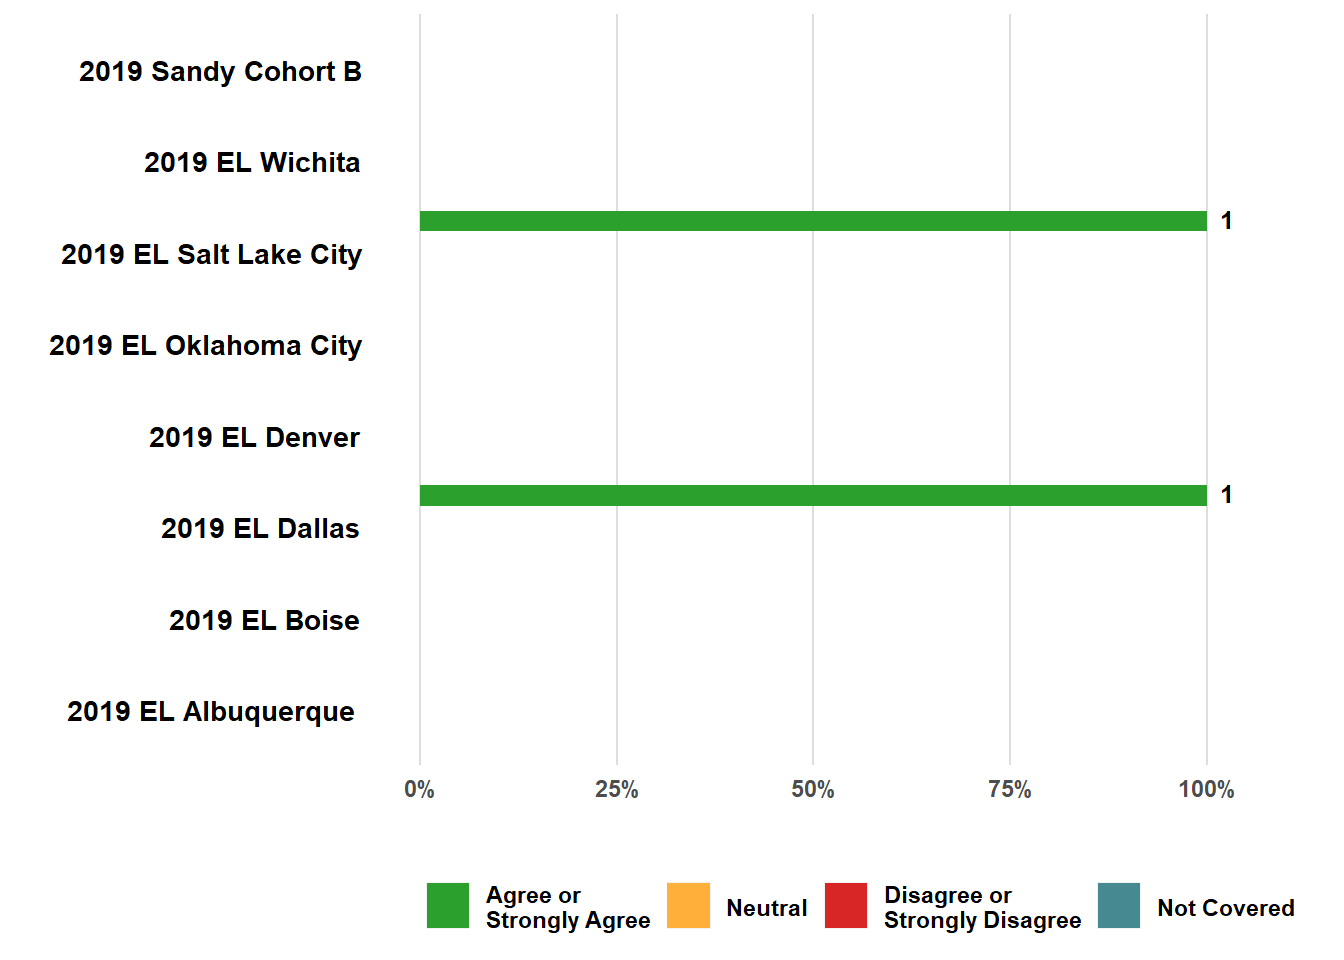 2019 Sandy Cohort B
2019 EL Wichita
1
2019 EL Salt Lake City
2019 EL Oklahoma City
2019 EL Denver
1
2019 EL Dallas
2019 EL Boise
2019 EL Albuquerque
0% 25% 50% 75% 100%
Agree or
Strongly Agree
Neutral
Disagree or
Strongly Disagree
Not Covered